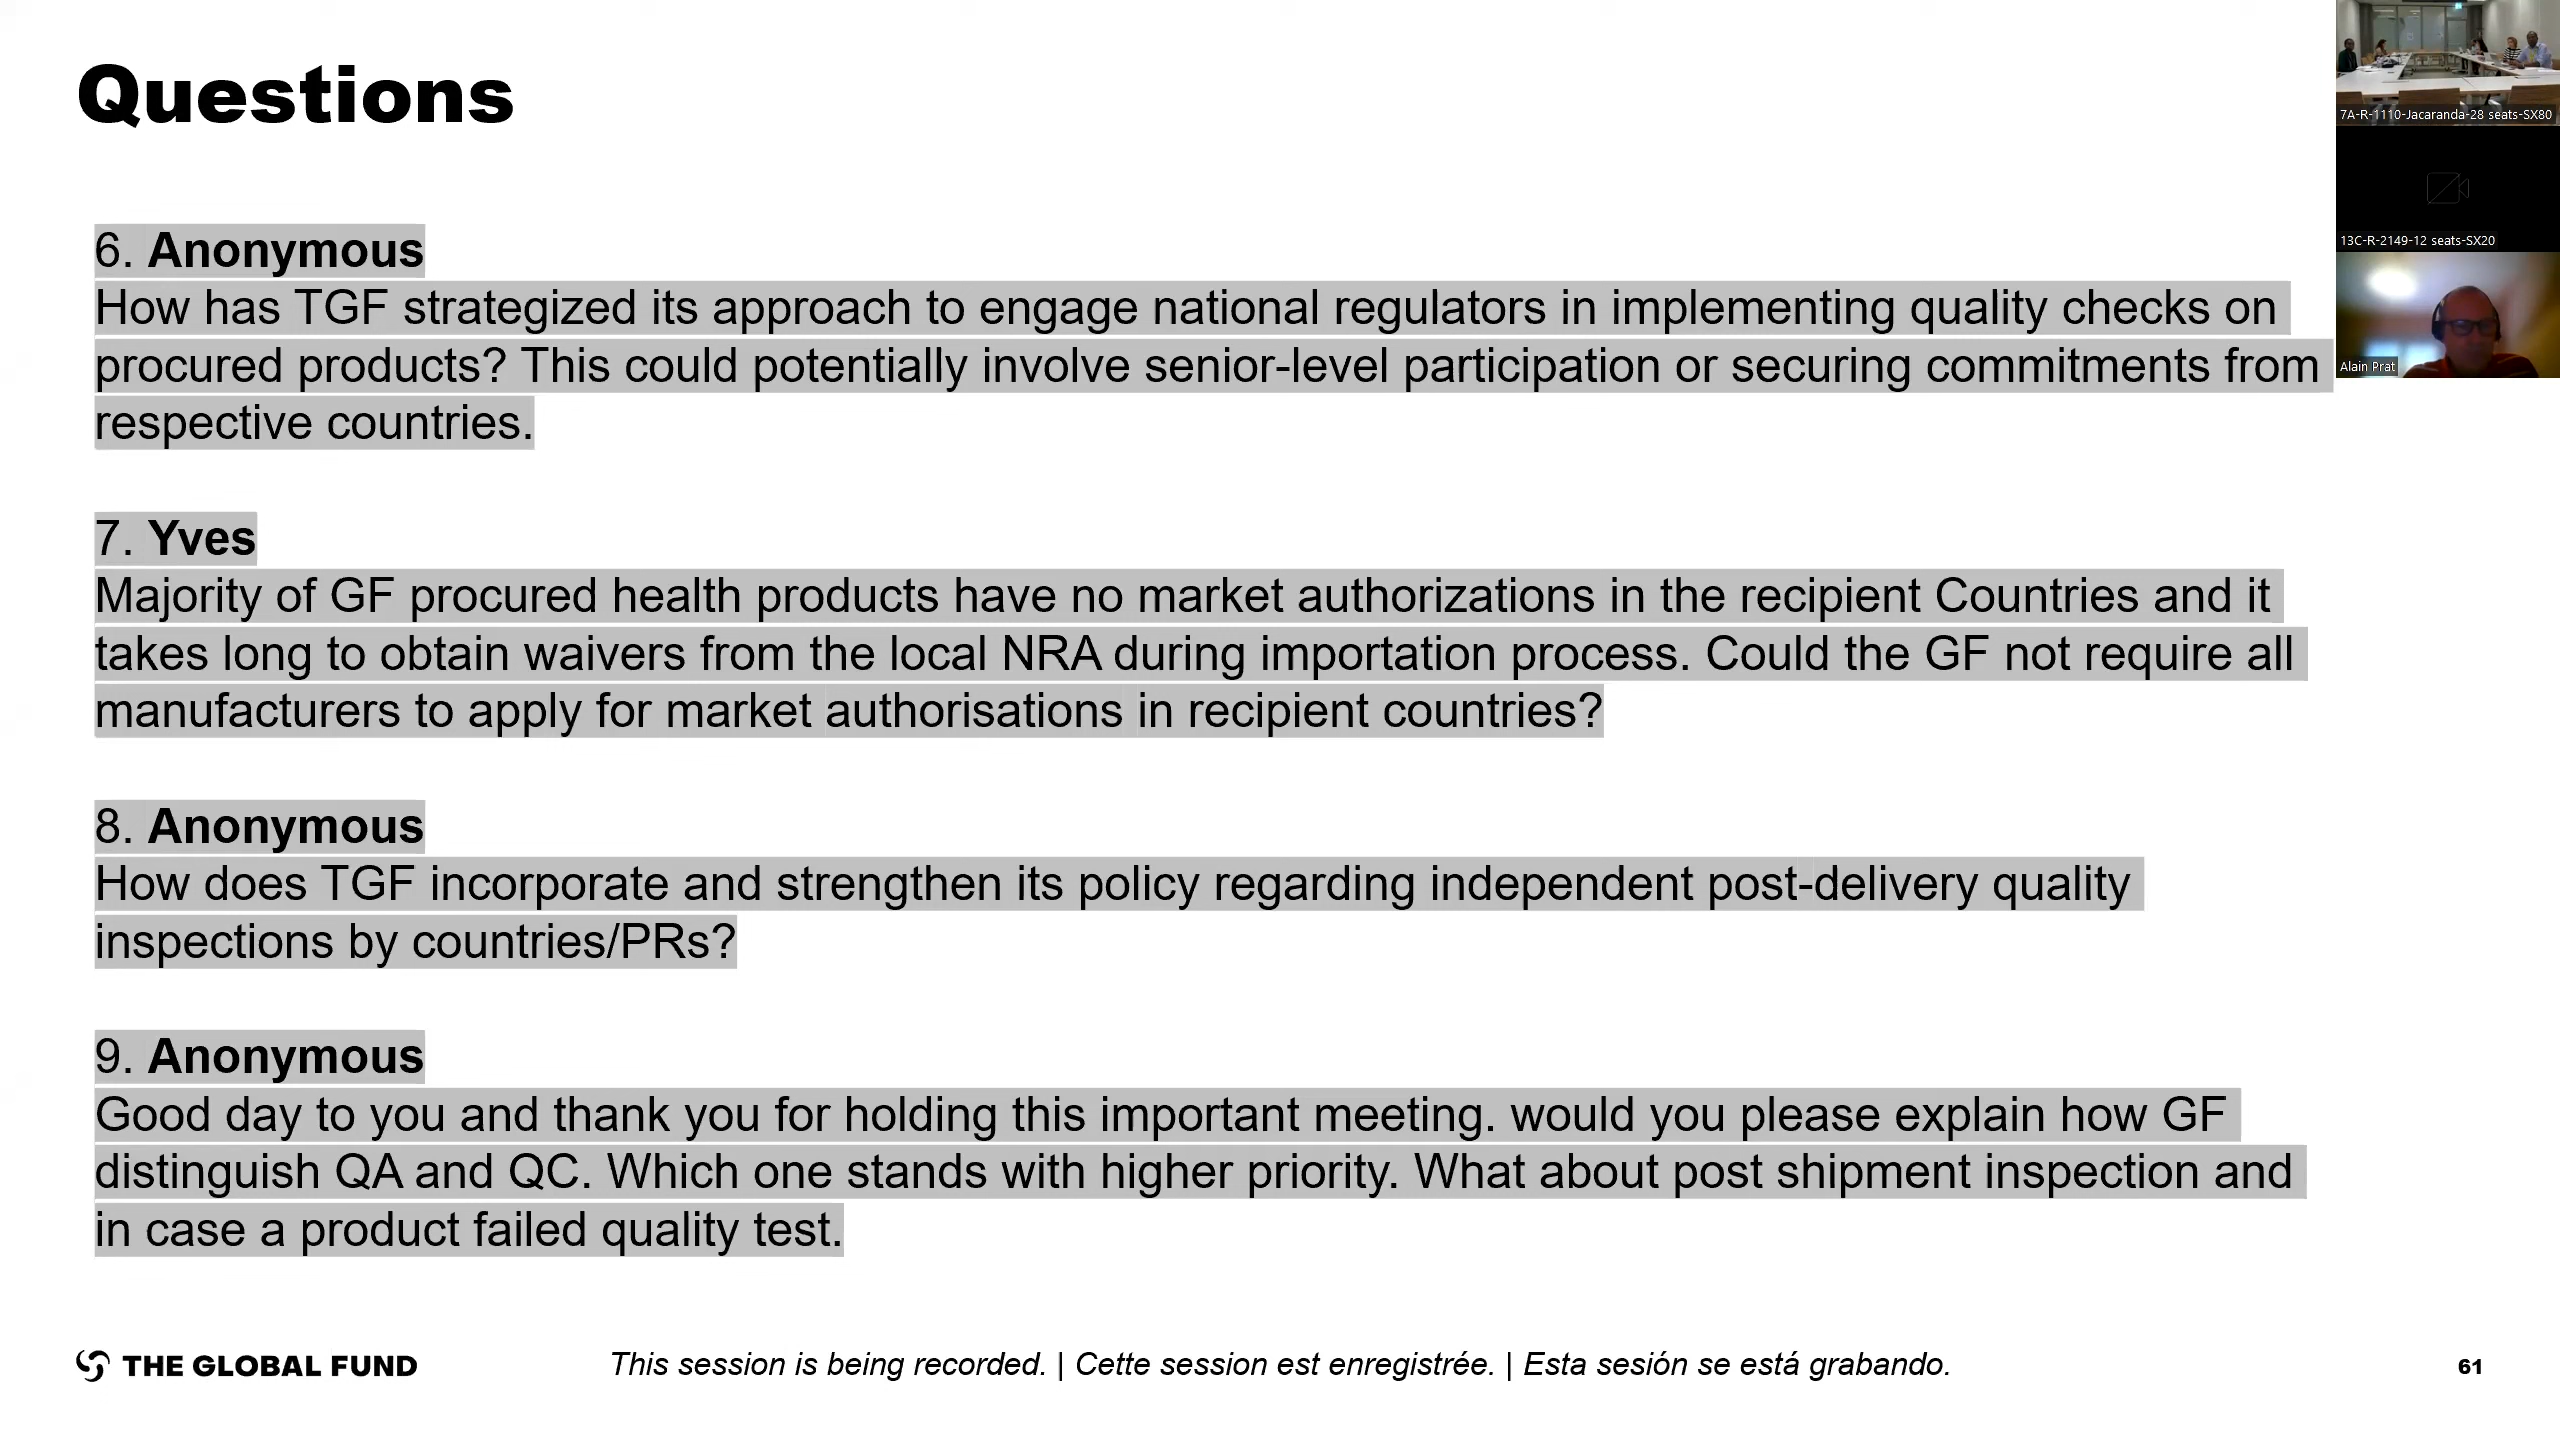 Questions
6. Anonymous
How has TGF strategized its approach to engage national regulators in implementing quality checks on
procured products? This could potentially involve senior-level participation or securing commitments from
respective countries.
7. Yves
Majority of GF procured health products have no market authorizations in the recipient Countries and it
takes long to obtain waivers from the local NRA during importation process. Could the GF not require all
manufacturers to apply for market authorisations in recipient countries?
8. Anonymous
How does TGF incorporate and strengthen its policy regarding independent post-delivery quality
inspections by countries/PRs?
9. Anonymous
Good day to you and thank you for holding this important meeting. would you please explain how GF
distinguish QA and QC. Which one stands with higher priority. What about post shipment inspection and
in case a product failed quality test.
THE GLOBAL FUND
This session is being recorded. | Cette session est enregistrée. | Esta sesión se está grabando.
61
7A-R-1110-Jacaranda-28 seats-SX80
13C-R-2149-12 seats-SX20
Alain Prat